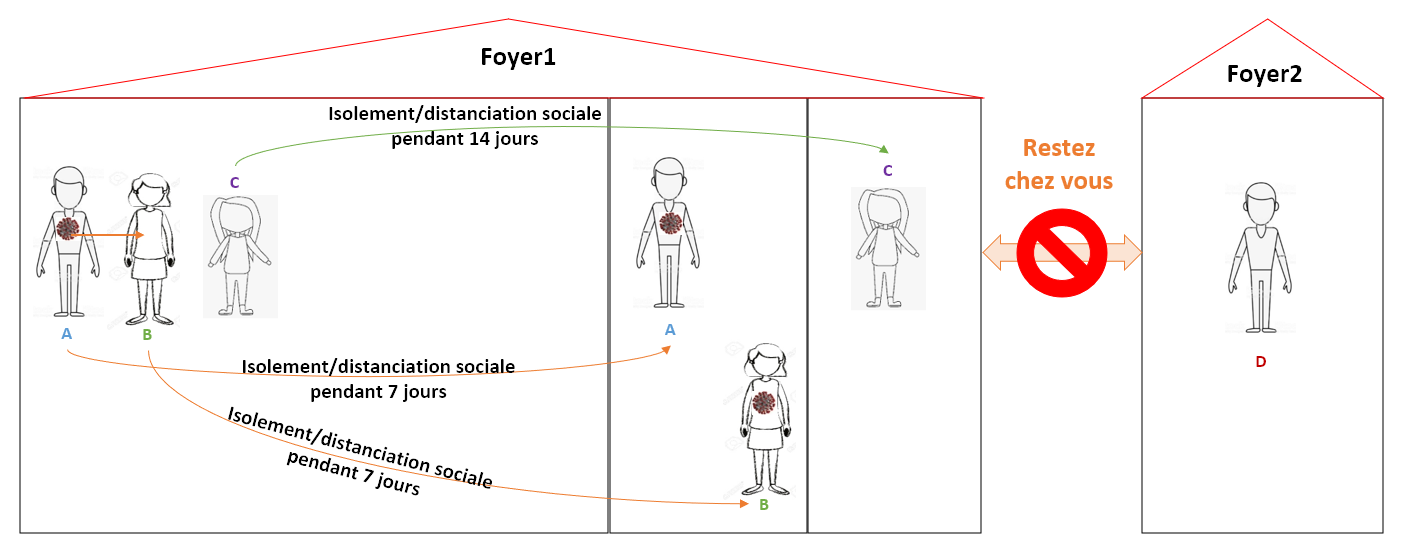 Foyer1
Foyer2
Isolement/distanciation sociale
pendant 14 jours
Restez
chez vous
C
C
A
B
A
D
Isolement/distanciation sociale
pendant 7 jours
Isolement/distanciation sociale
pendant 7 jours
B